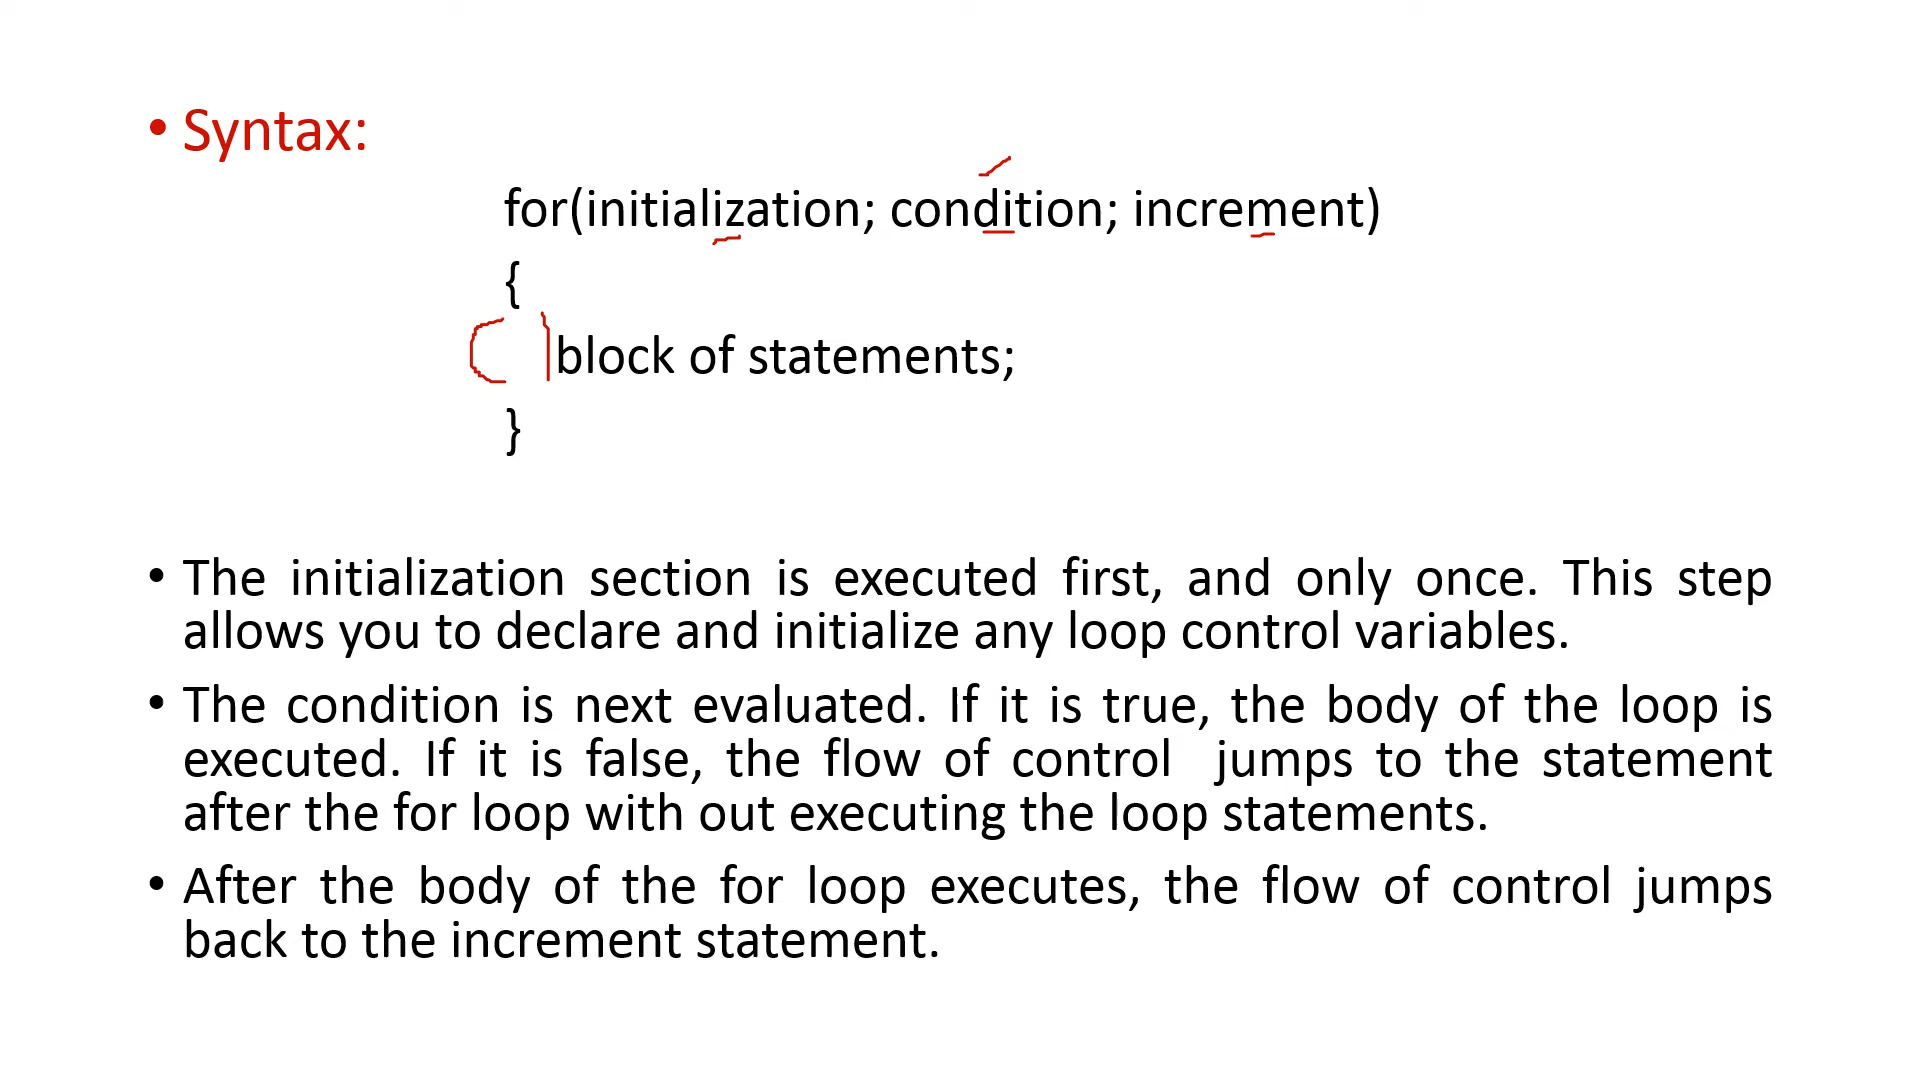 • Syntax:
for(initialization; condition; increment)
{
block of statements;
}
• The initialization section is executed first, and only once. This step
allows you to declare and initialize any loop control variables.
• The condition is next evaluated. If it is true, the body of the loop is
executed. If it is false, the flow of control jumps to the statement
after the for loop with out executing the loop statements.
• After the body of the for loop executes, the flow of control jumps
back to the increment statement.